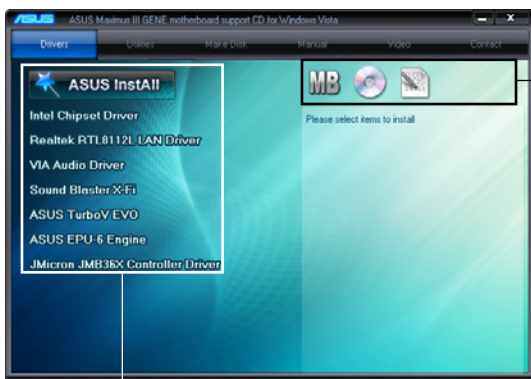 ASUS ASUS Maximus III GENE motherboard support CD for Windows Vista
Drivers Utilities Make Disk Manual Video Contact
ASUS InstAll
MB
Intel Chipset Driver
Please select items to install
Realtek RTL8112L LAN Driver
VIA Audio Driver
Sound Blaster X-Fi
ASUS TurboV EVO
ASUS EPU-6 Engine
JMicron JMB36X Controller Driver